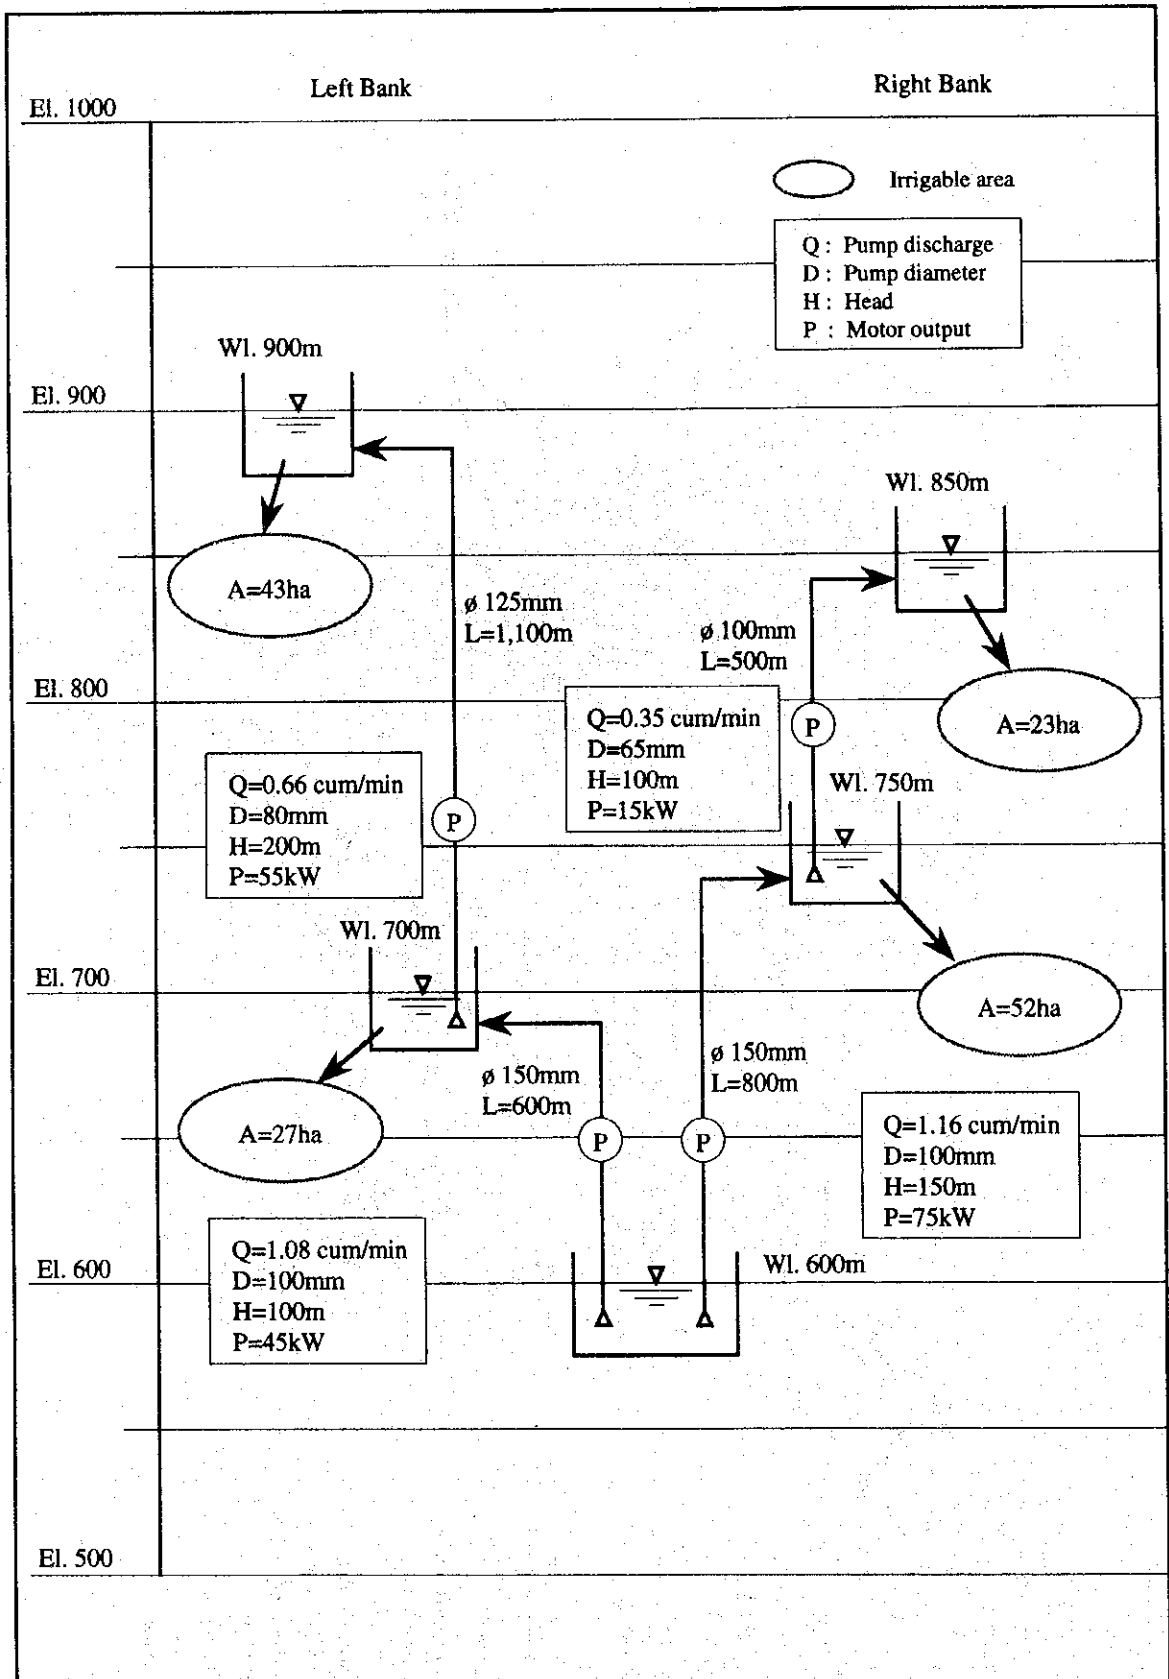 Left Bank
Right Bank
El. 1000
Irrigable area
Q : Pump discharge
D : Pump diameter
H : Head
P : Motor output
Wl. 900m
El. 900
Wl. 850m
A=43ha
ø 125mm
L=1,100m
ø 100mm
L=500m
El. 800
Q=0.35 cum/min
D=65mm
H=100m
P=15kW
P
A=23ha
Q=0.66 cum/min
D=80mm
H=200m
P=55kW
P
Wl. 750m
Wl. 700m
El. 700
A=52ha
ø 150mm
L=600m
ø 150mm
L=800m
A=27ha
P
P
Q=1.16 cum/min
D=100mm
H=150m
P=75kW
Q=1.08 cum/min
D=100mm
H=100m
P=45kW
El. 600
Wl. 600m
El. 500